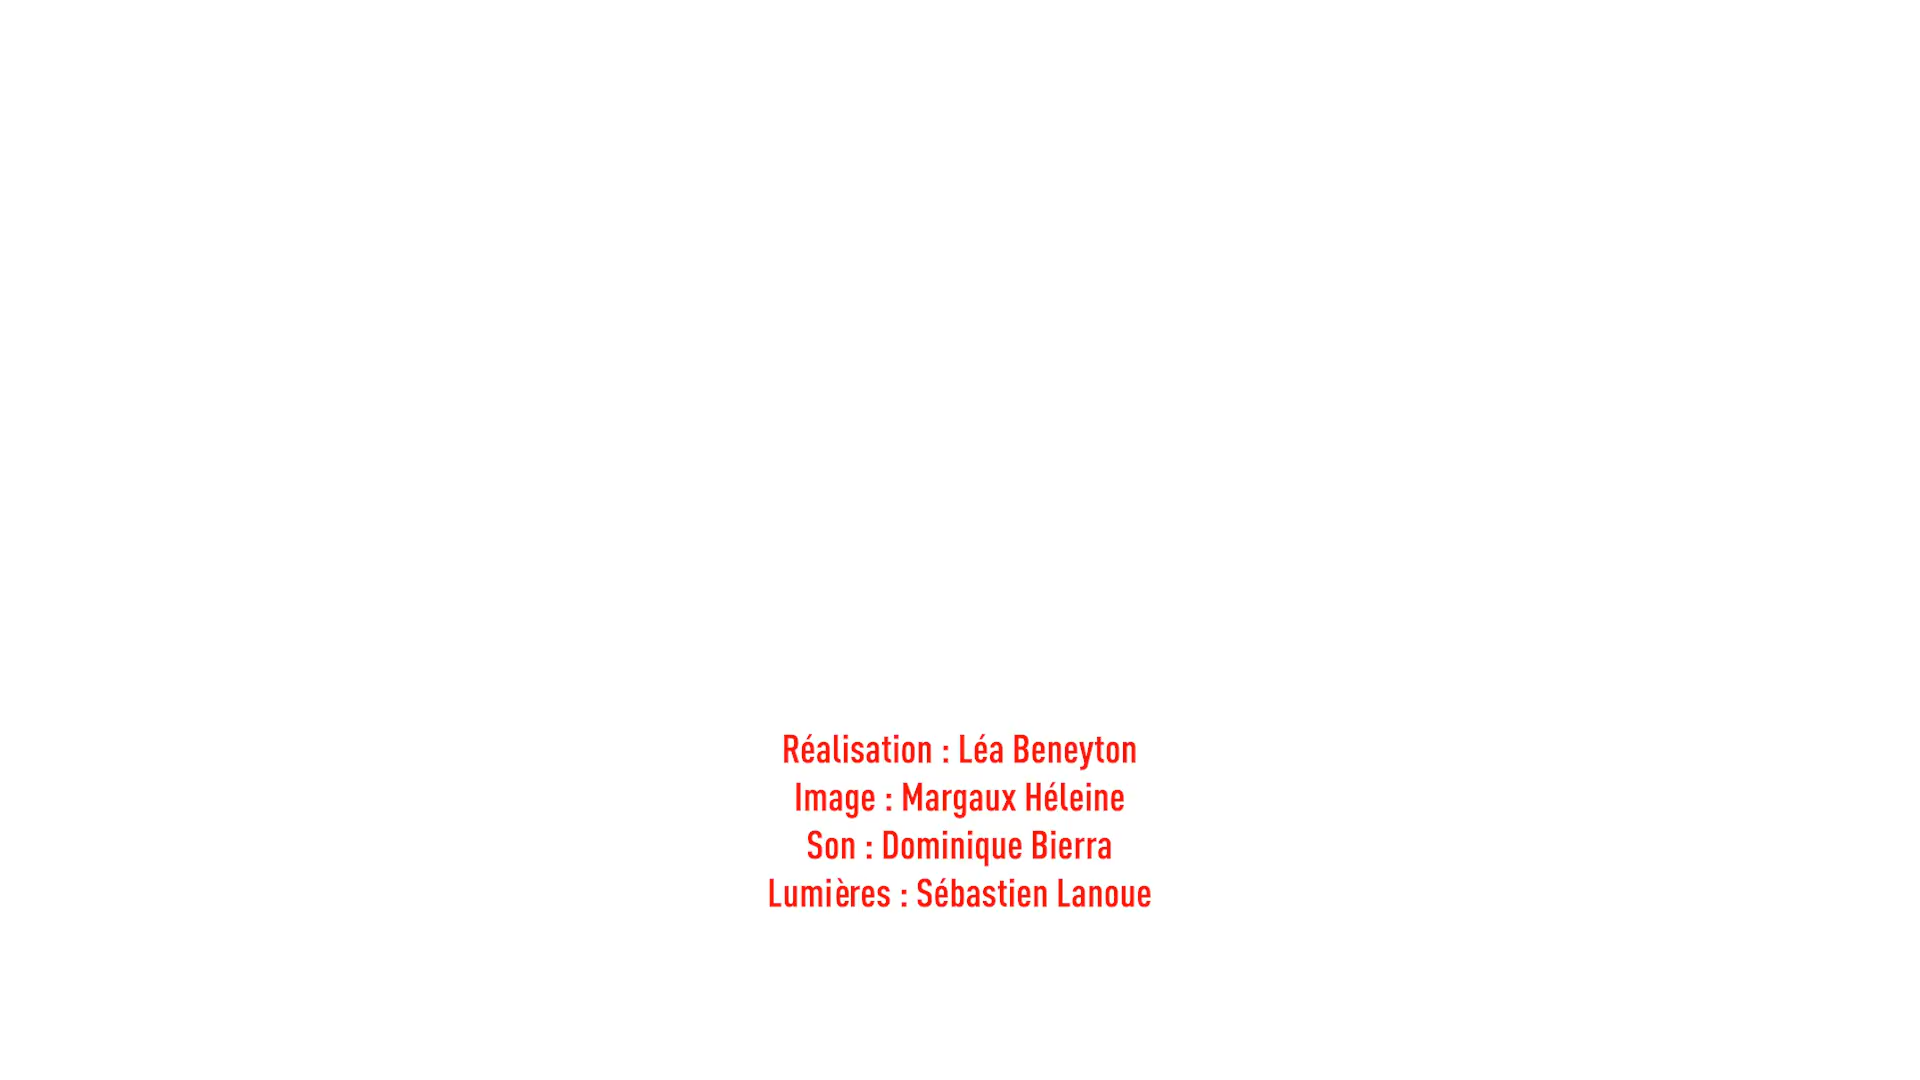 Réalisation : Léa Beneyton
Image : Margaux Héleine
Son : Dominique Bierra
Lumières : Sébastien Lanoue